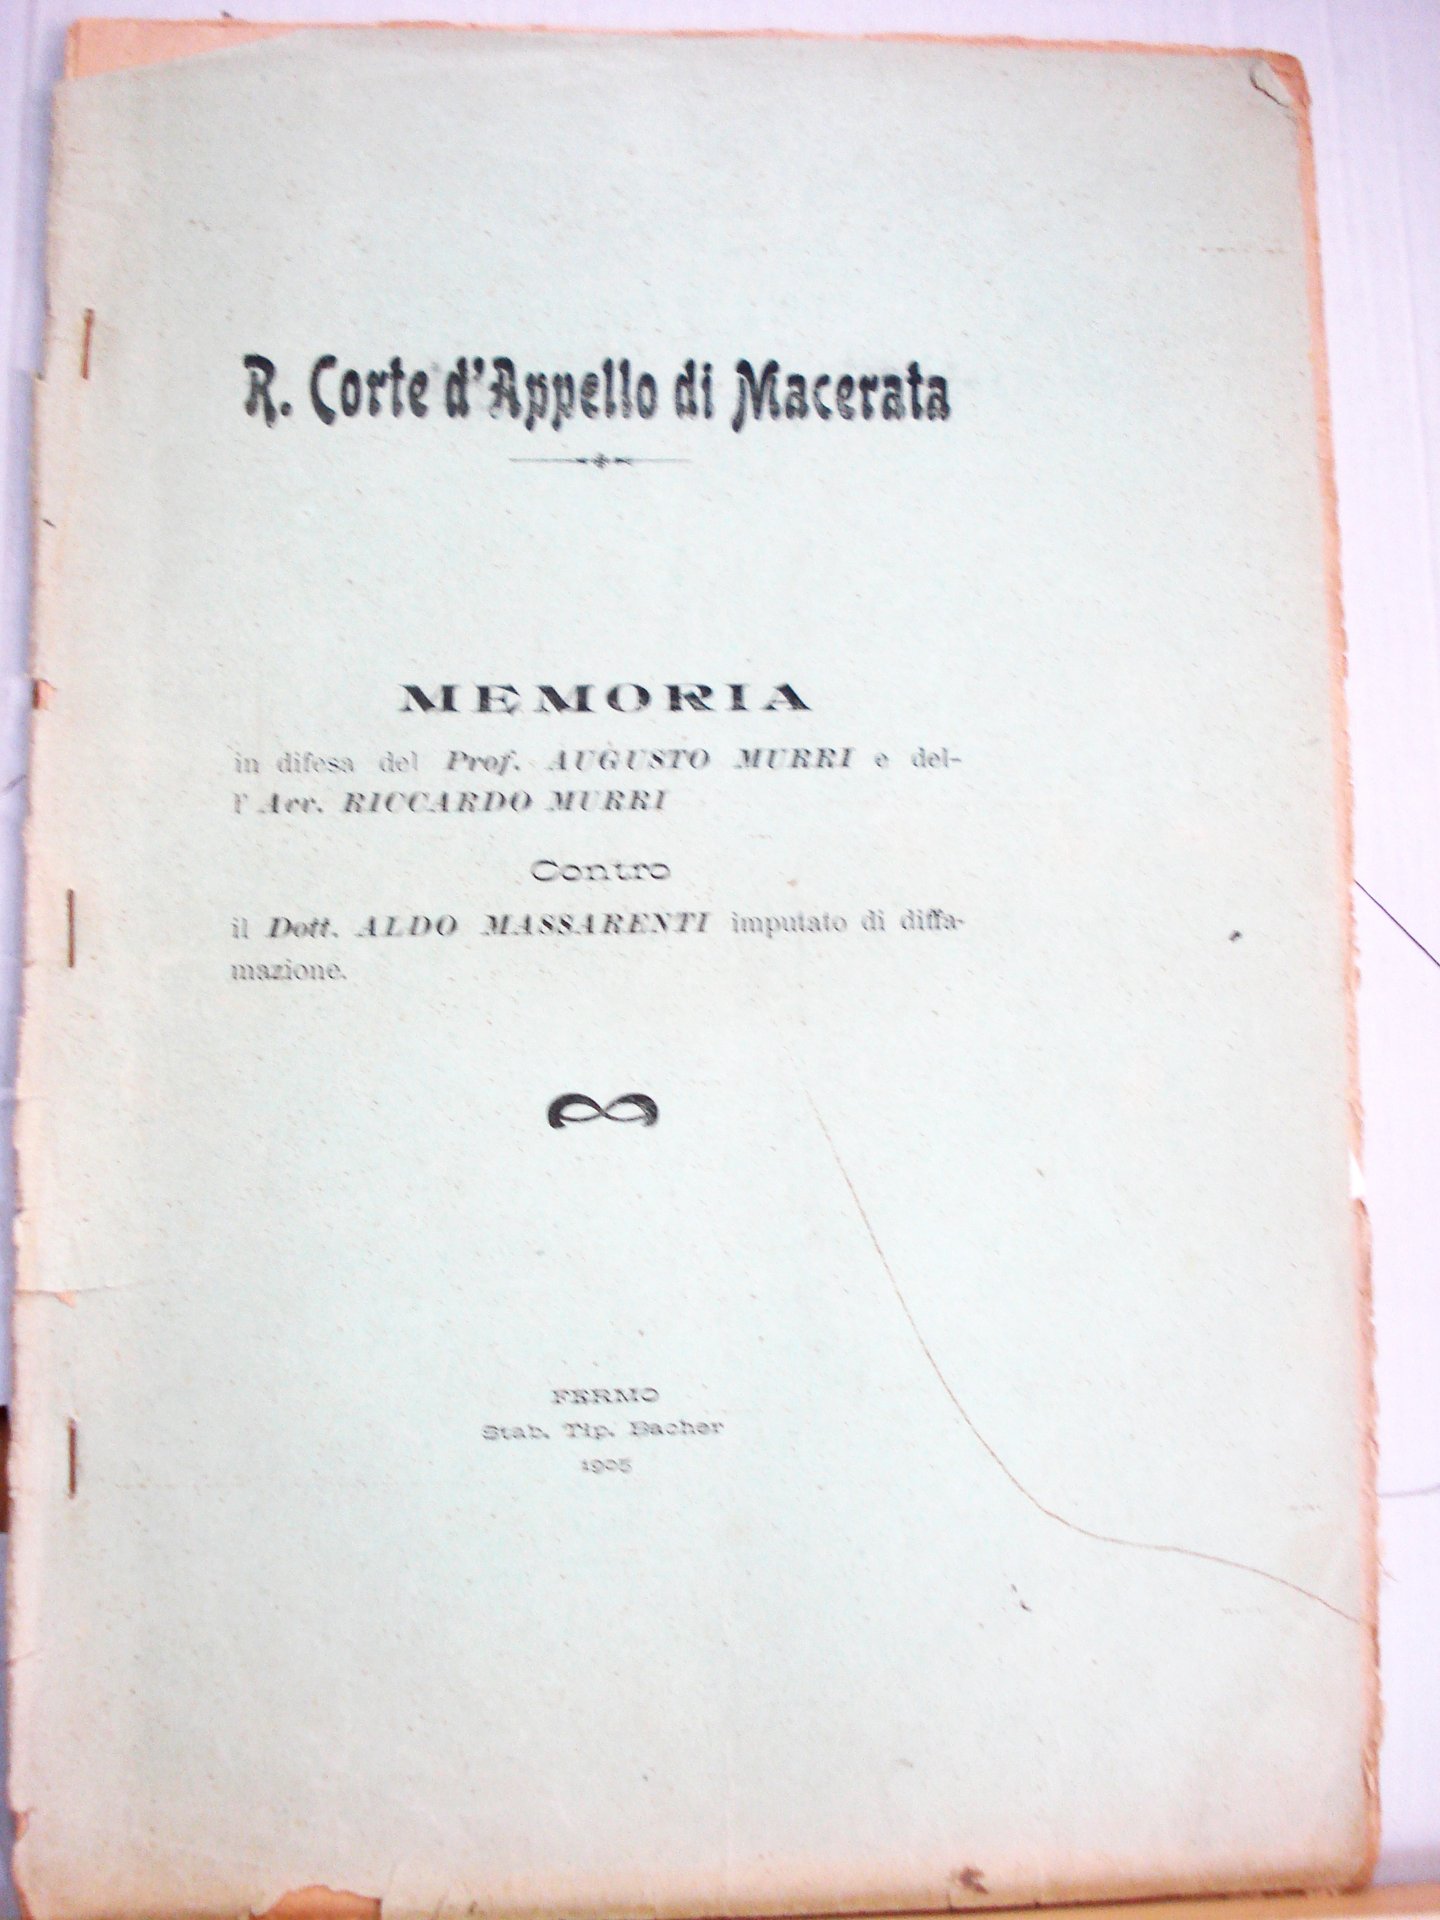 R. Corte d'Appello di Macerata
MEMORIA
in difesa del Prof. AUGUSTO MURRI e del-
l' Avv. RICCARDO MURRI
Contro
il Dott. ALDO MASSARENTI imputato di diffa-
mazione.
FERMO
Stab. Tip. Bacher
1905